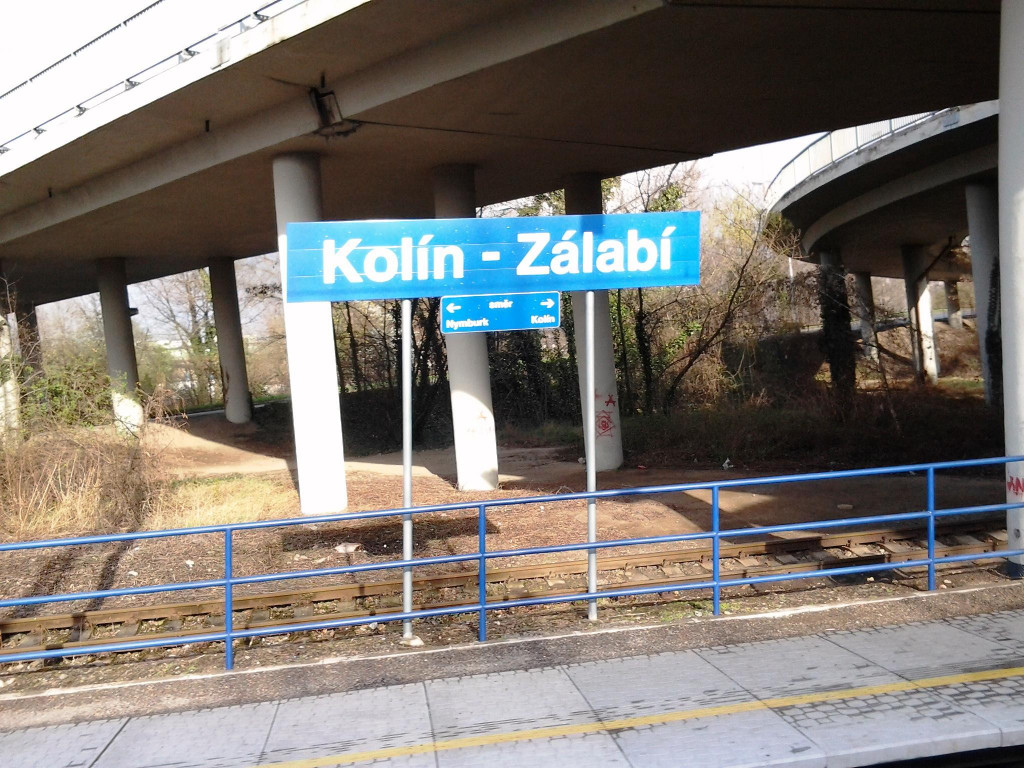 Kolín - Zálabí
← směr →
Nymburk Kolín